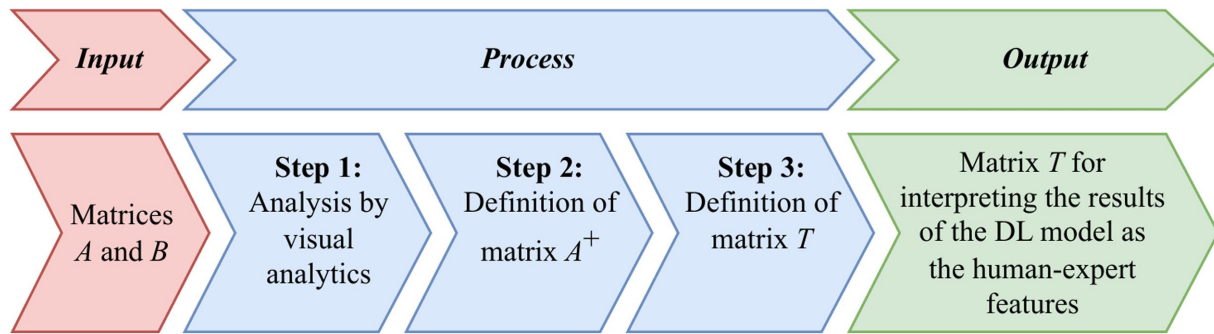 Input
Process
Output
Matrices
A and B
Step 1:
Analysis by
visual
analytics
Step 2:
Definition of
matrix A⁺
Step 3:
Definition of
matrix T
Matrix T for
interpreting the results
of the DL model as
the human-expert
features